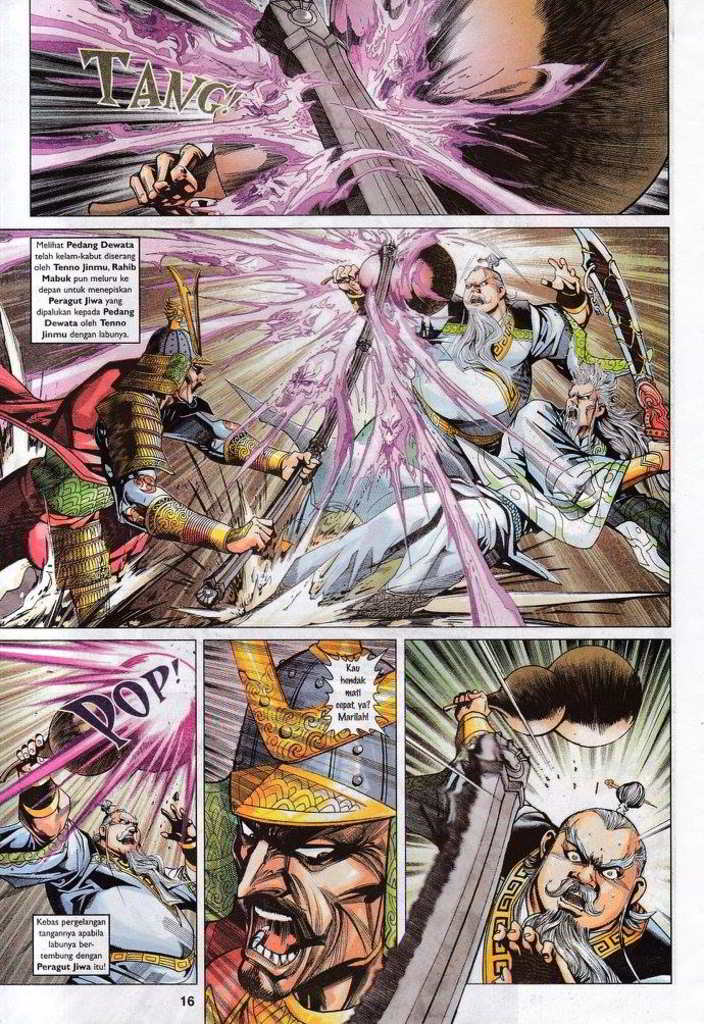 TANG!
Melihat Pedang Dewata
telah kelam-kabut diserang
oleh Tenno Jinmu, Rahib
Mabuk pun meluru ke
depan untuk menepiskan
Peragut Jiwa yang
dipalukan kepada Pedang
Dewata oleh Tenno
Jinmu dengan labunya.
POP!
Kebas pergelangan
tangannya apabila
labunya ber-
tembung dengan
Peragut Jiwa itu!
Kau
hendak
mati
cepat, ya?
Marilah!
16